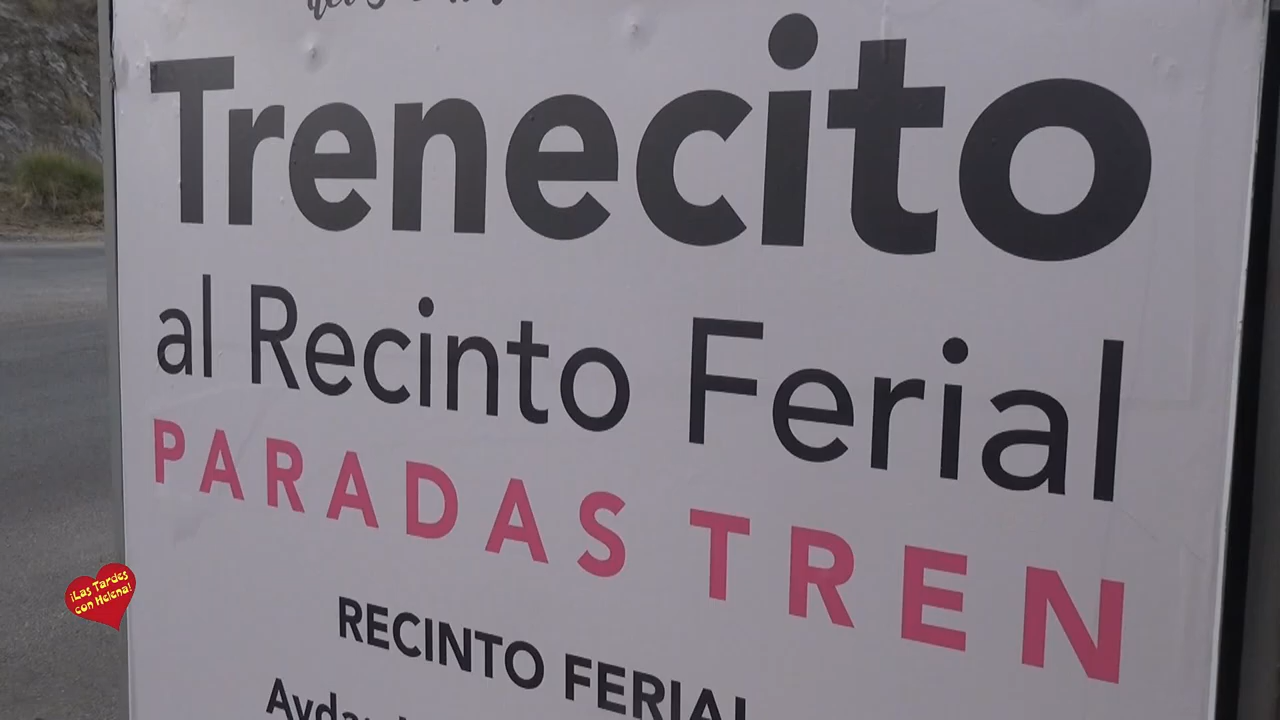 Trenecito
al Recinto Ferial
PARADAS TREN
RECINTO FERIAL
¡Las Tardes
con Helena!